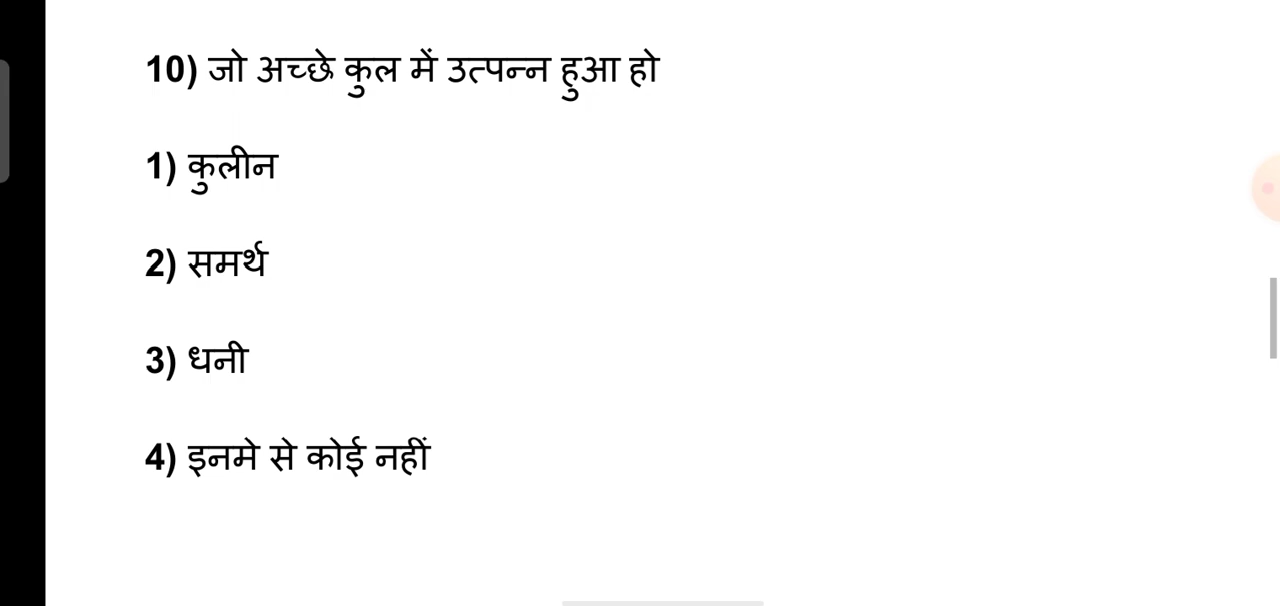 10) जो अच्छे कुल में उत्पन्न हुआ हो
1) कुलीन
2) समर्थ
3) धनी
4) इनमे से कोई नहीं